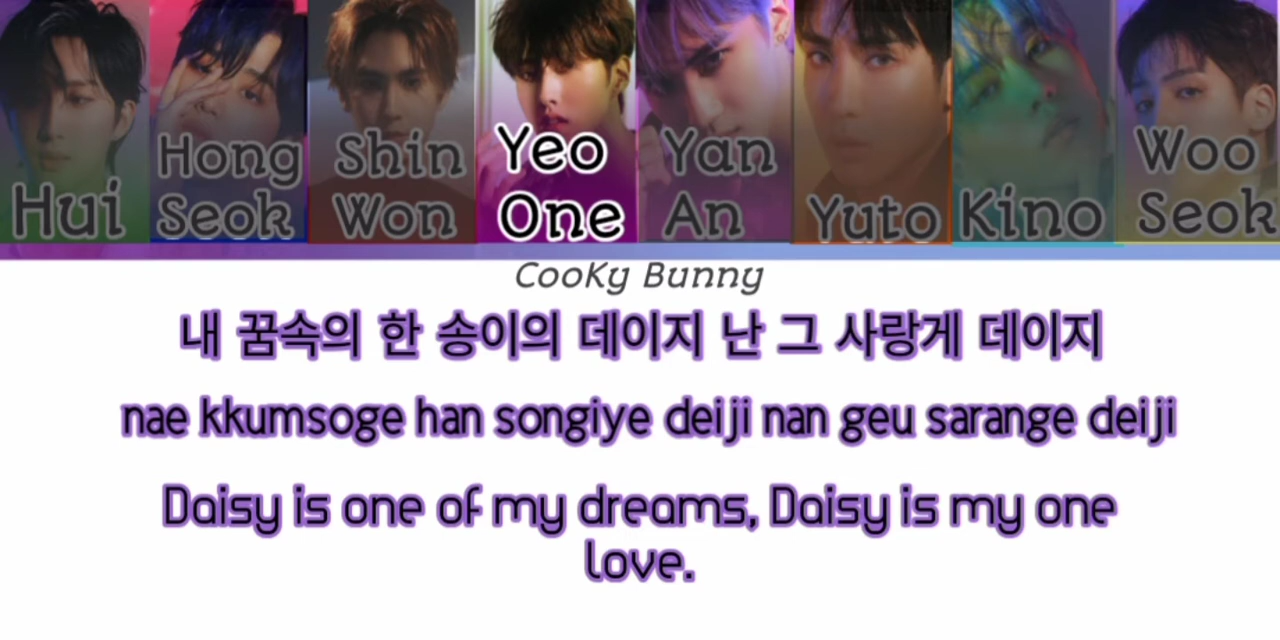 Hui
Hong
Seok
Shin
Won
Yeo
One
Yan
An
Yuto
Kino
Woo
Seok
CooKy Bunny
내 꿈속의 한 송이의 데이지 난 그 사랑게 데이지
nae kkumsoge han songiye deiji nan geu sarange deiji
Daisy is one of my dreams, Daisy is my one
love.